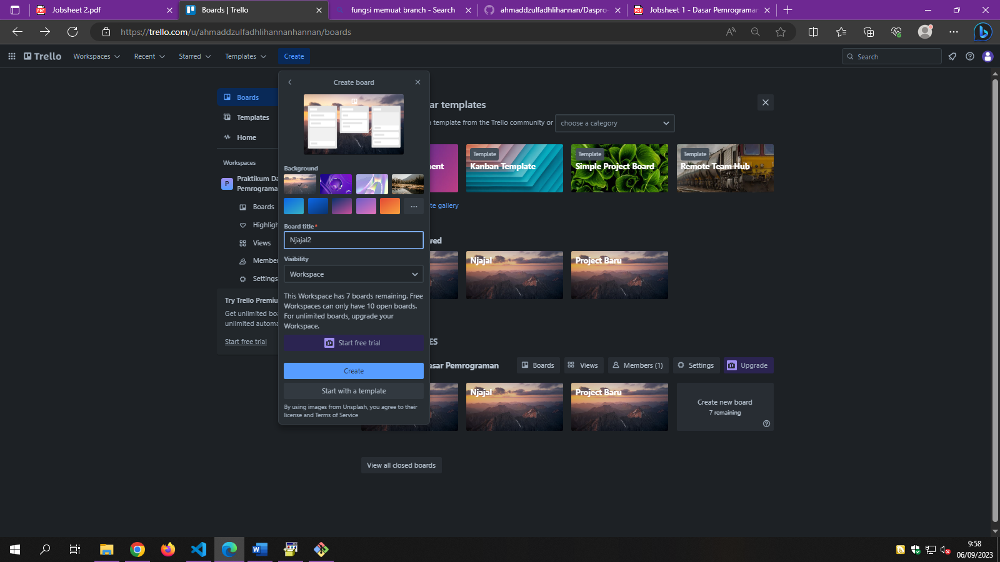 Jobsheet 2.pdf
Boards | Trello
fungsi memuat branch - Search
ahmaddzulfadhlihannan/Daspro-
Jobsheet 1 - Dasar Pemrograman
https://trello.com/u/ahmaddzulfadhlihannanhannan/boards
Trello
Workspaces
Recent
Starred
Templates
Create
Search
Boards
Templates
Home
Workspaces
P
Praktikum Da
Pemrograma
Boards
Highligh
Views
Member
Settings
Try Trello Premiu
Get unlimited boa
unlimited automa
Start free trial
Create board
Background
Board title*
Njajal2
Visibility
Workspace
This Workspace has 7 boards remaining. Free
Workspaces can only have 10 open boards.
For unlimited boards, upgrade your
Workspace.
Start free trial
Create
Start with a template
By using images from Unsplash, you agree to their
license and Terms of Service
ar templates
template from the Trello community or
choose a category
ent
Template
Kanban Template
Template
Simple Project Board
Template
Remote Team Hub
te gallery
wed
Njajal
Project Baru
ES
asar Pemrograman
Boards
Views
Members (1)
Settings
Upgrade
Njajal
Project Baru
Create new board
7 remaining
View all closed boards
9:58
06/09/2023